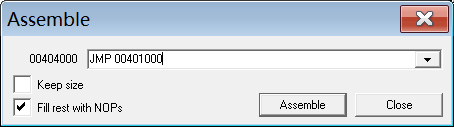 Assemble
00404000 JMP 00401000
Keep size
Fill rest with NOPs
Assemble Close